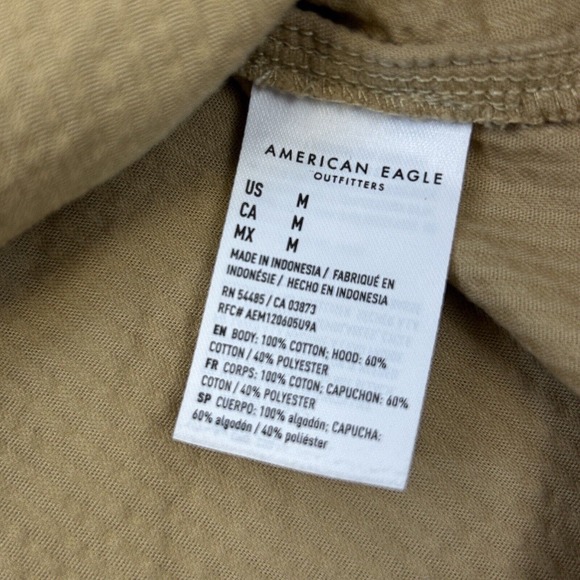 AMERICAN EAGLE
OUTFITTERS
US M
CA M
MX M
MADE IN INDONESIA / FABRIQUÉ EN
INDONÉSIE / HECHO EN INDONESIA
RN 54485 / CA 03873
RFC# AEM120605U9A
EN BODY: 100% COTTON; HOOD: 60%
COTTON / 40% POLYESTER
FR CORPS: 100% COTON; CAPUCHON: 60%
COTON / 40% POLYESTER
SP CUERPO: 100% algodón; CAPUCHA:
60% algodón / 40% poliéster